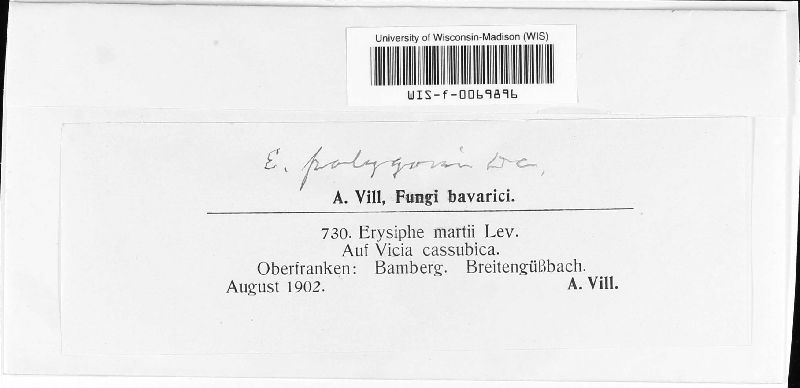 University of Wisconsin-Madison (WIS)
WIS-f-0069896
E. polygoni DC.
A. Vill, Fungi bavarici.
730. Erysiphe martii Lev.
Auf Vicia cassubica.
Oberfranken: Bamberg. Breitengüßbach.
August 1902. A. Vill.